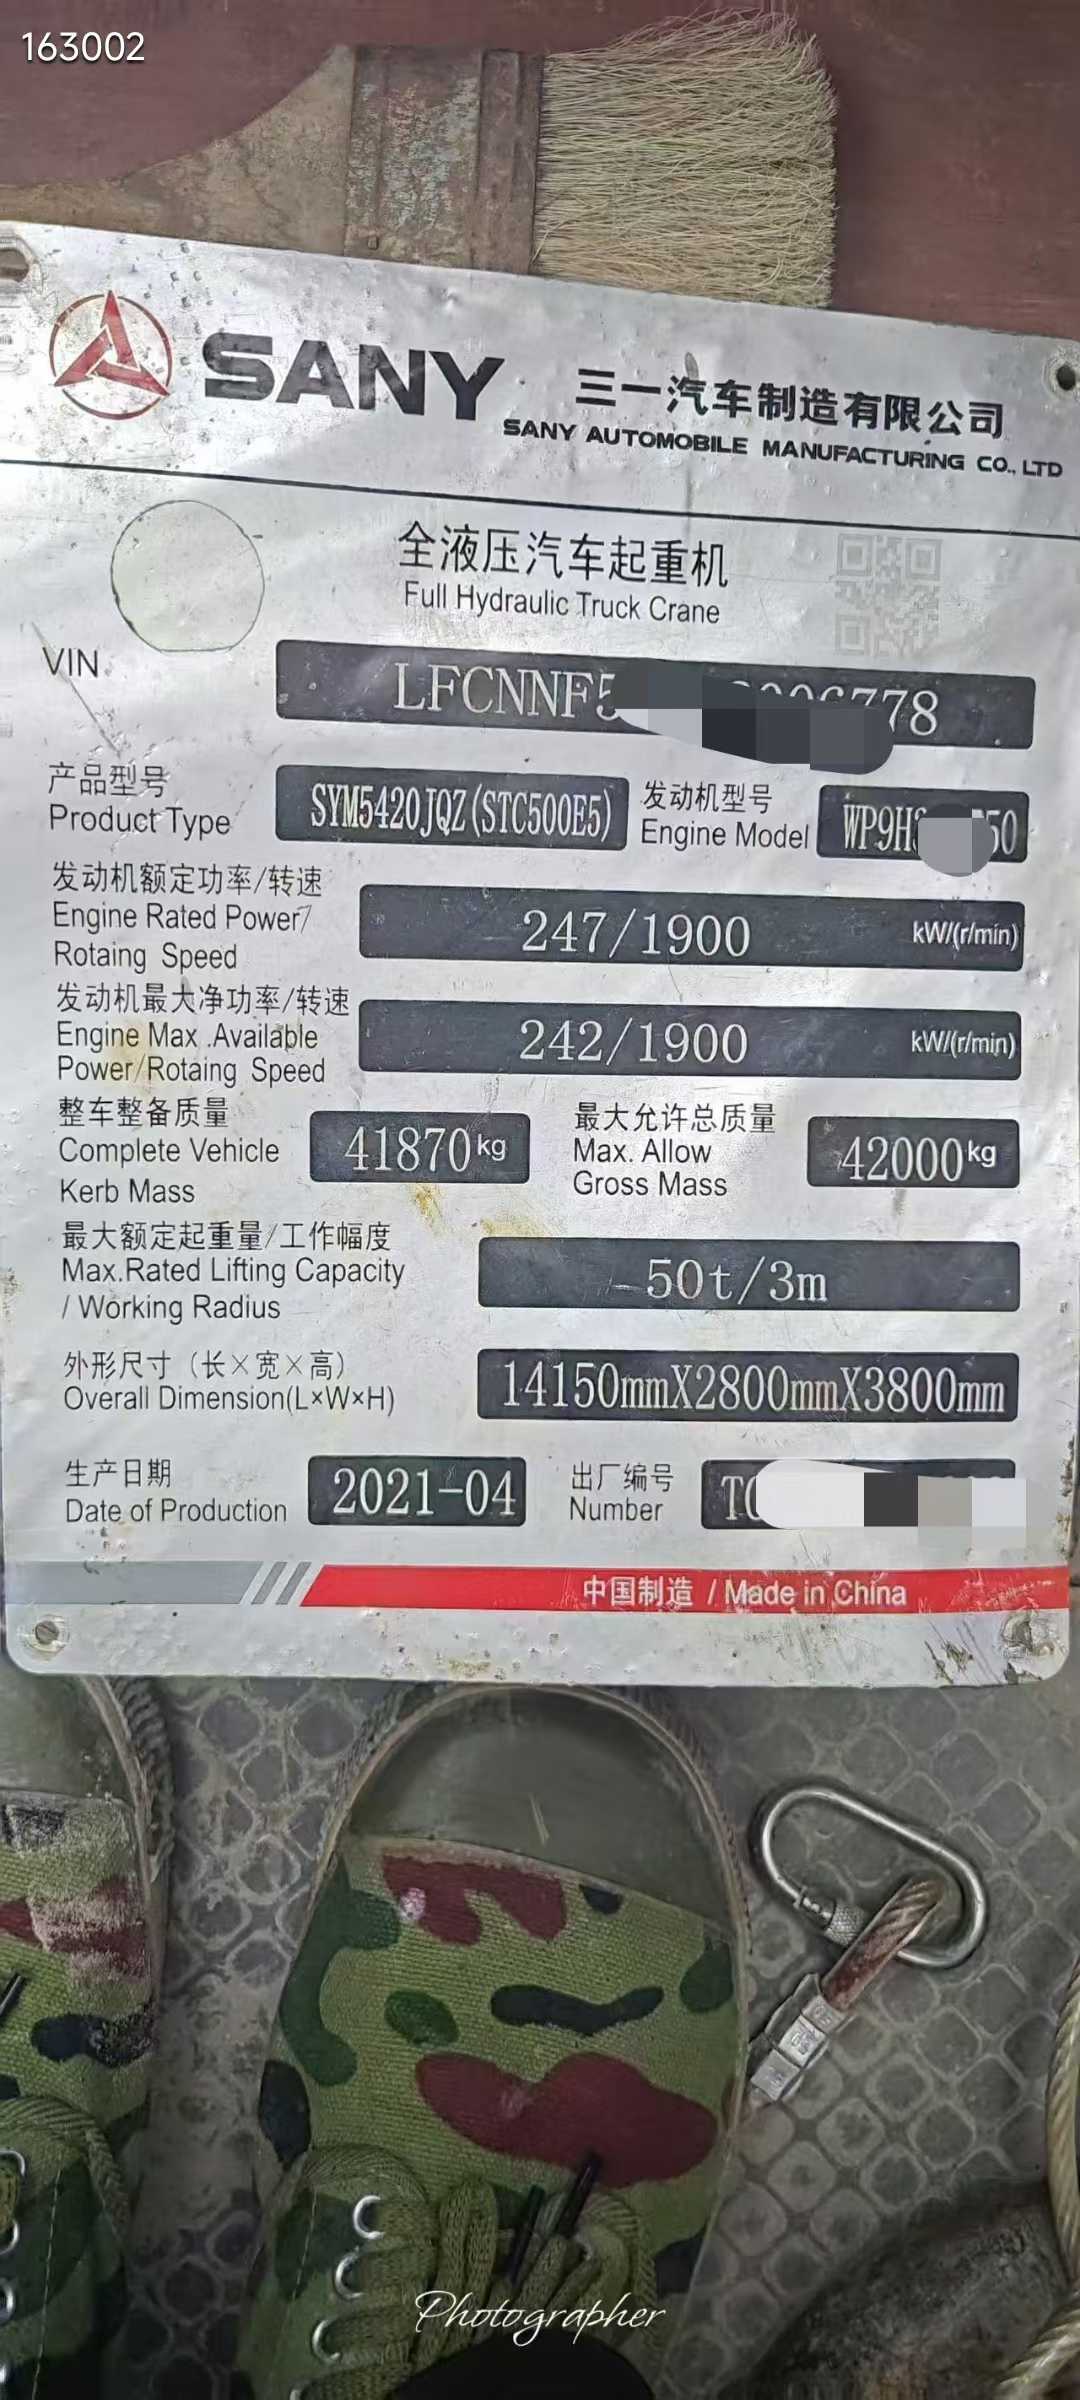 163002
SANY 三一汽车制造有限公司
SANY AUTOMOBILE MANUFACTURING CO., LTD
全液压汽车起重机
Full Hydraulic Truck Crane
VIN
LFCNNF5 778
产品型号
Product Type
SYM5420JQZ(STC500E5)
发动机型号
Engine Model
WP9H 50
发动机额定功率/转速
Engine Rated Power/
Rotaing Speed
247/1900 kW/(r/min)
发动机最大净功率/转速
Engine Max .Available
Power/Rotaing Speed
242/1900 kW/(r/min)
整车整备质量
Complete Vehicle
Kerb Mass
41870kg
最大允许总质量
Max. Allow
Gross Mass
42000kg
最大额定起重量/工作幅度
Max.Rated Lifting Capacity
/ Working Radius
50t/3m
外形尺寸（长×宽×高）
Overall Dimension(L×W×H)
14150mmX2800mmX3800mm
生产日期
Date of Production
2021-04
出厂编号
Number
中国制造 / Made in China
Photographer